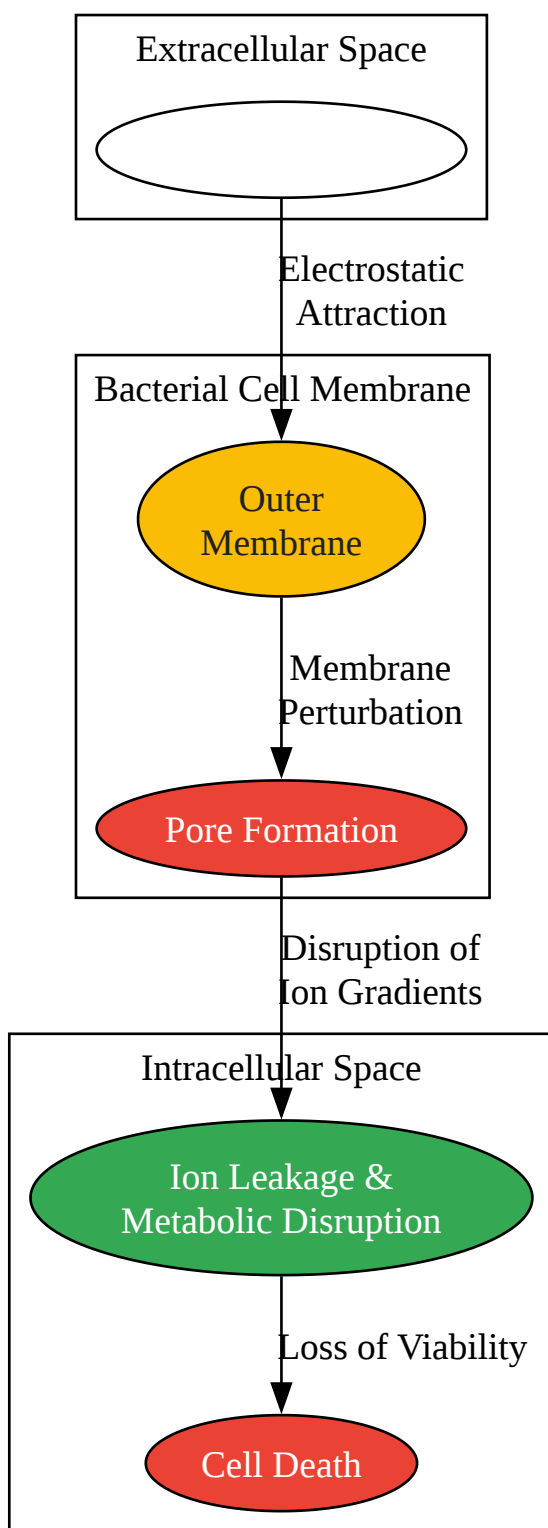 Extracellular Space
Electrostatic
Attraction
Bacterial Cell Membrane
Outer
Membrane
Membrane
Perturbation
Pore Formation
Disruption of
Ion Gradients
Intracellular Space
Ion Leakage &
Metabolic Disruption
Loss of Viability
Cell Death